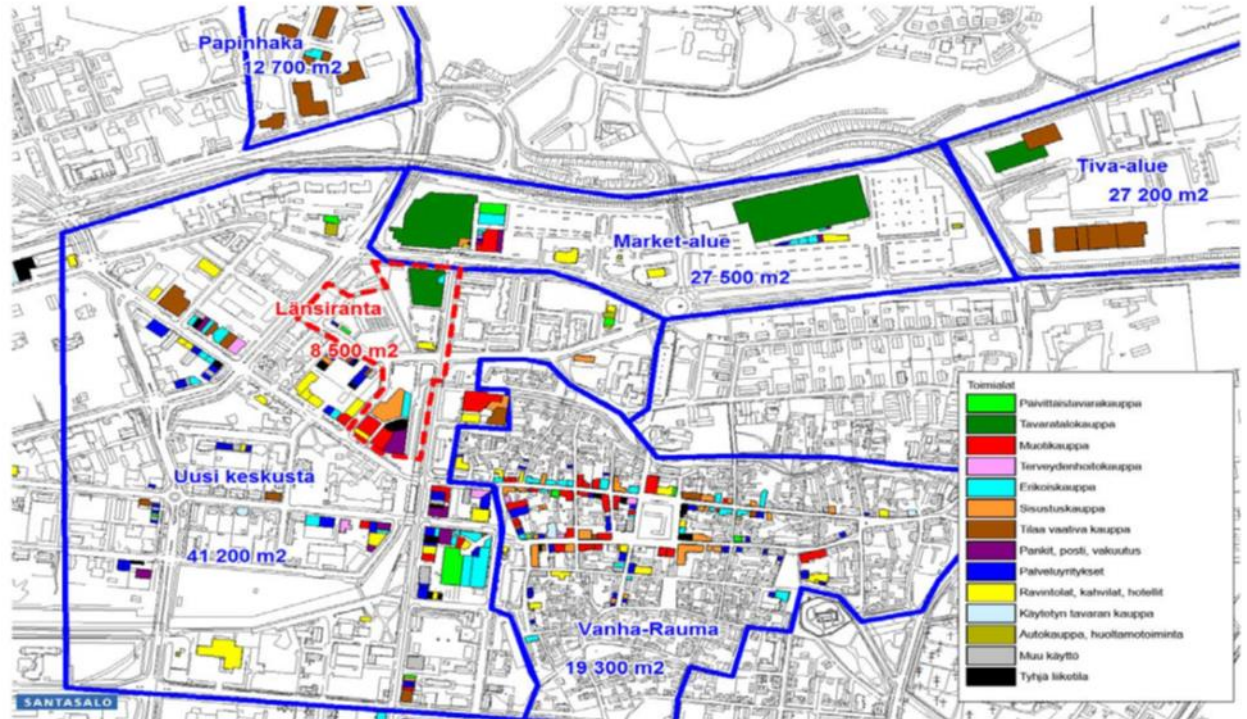 Papinhaka
12 700 m2
Tiva-alue
27 200 m2
Market-alue
27 500 m2
Länsiranta
8 500 m2
Uusi keskusta
41 200 m2
Vanha-Rauma
19 300 m2
Toimialat
Päivittäistavarakauppa
Tavaratalokauppa
Muotikauppa
Terveydenhoitokauppa
Erikoiskauppa
Sisustuskauppa
Tilaa vaativa kauppa
Pankit, posti, vakuutus
Palveluyritykset
Ravintolat, kahvilat, hotellit
Käytetyn tavaran kauppa
Autokauppa, huoltamotoiminta
Muu käyttö
Tyhjä liiketila
SANTASALO